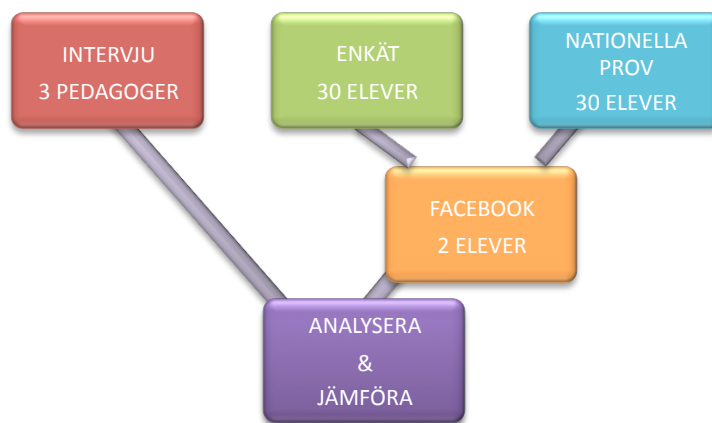 INTERVJU
3 PEDAGOGER
ENKÄT
30 ELEVER
NATIONELLA
PROV
30 ELEVER
FACEBOOK
2 ELEVER
ANALYSERA
&
JÄMFÖRA